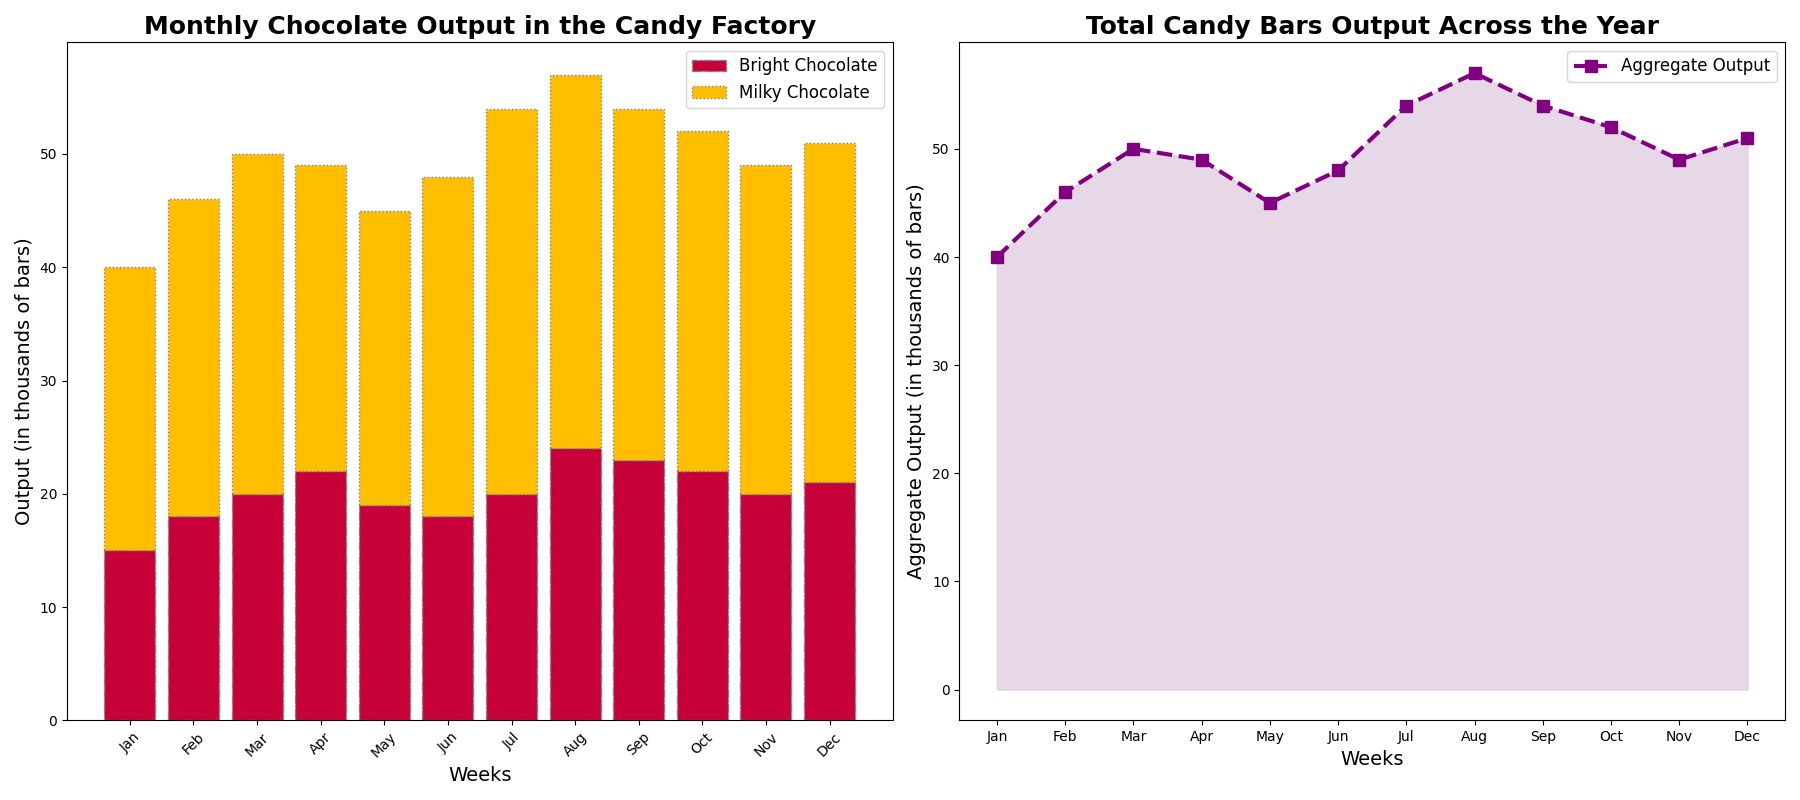 Monthly Chocolate Output in the Candy Factory
Output (in thousands of bars)
50
40
30
20
10
0
Bright Chocolate
Milky Chocolate
Jan Feb Mar Apr May Jun Jul Aug Sep Oct Nov Dec
Weeks
Total Candy Bars Output Across the Year
Aggregate Output (in thousands of bars)
50
40
30
20
10
0
Aggregate Output
Jan Feb Mar Apr May Jun Jul Aug Sep Oct Nov Dec
Weeks